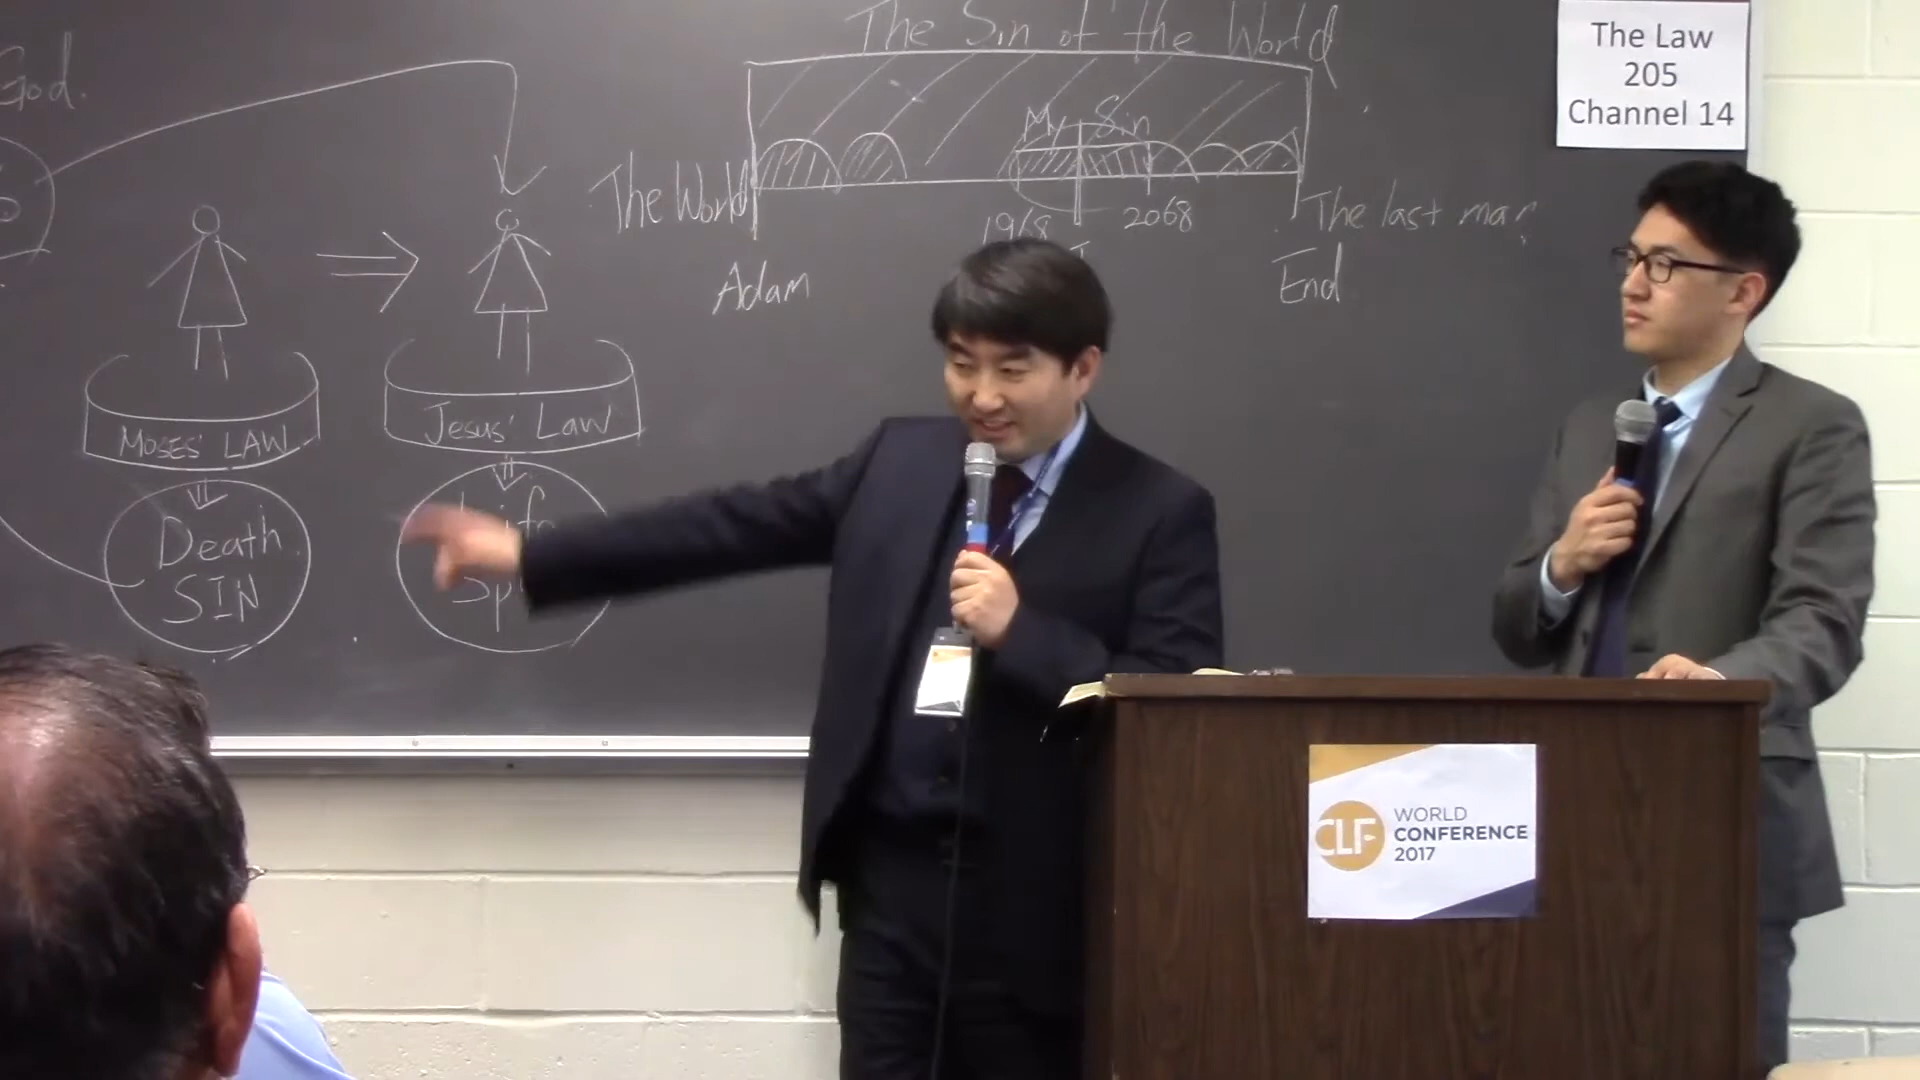 The Sin of the World
God.
My Sin
The World
1968
2068
The last man
Adam
I
End
MOSES' LAW
Jesus' Law
Death
SIN
The Law
205
Channel 14
CLF
WORLD
CONFERENCE
2017